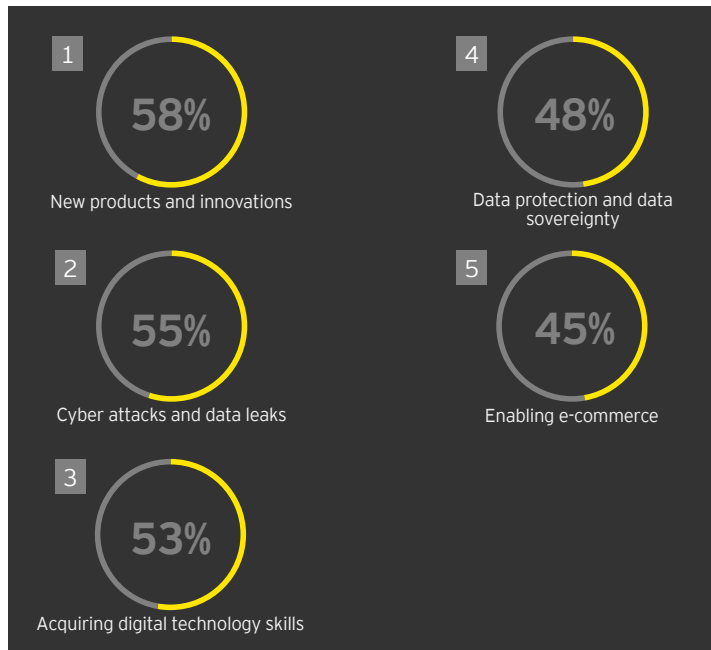 1
58%
New products and innovations
2
55%
Cyber attacks and data leaks
3
53%
Acquiring digital technology skills
4
48%
Data protection and data
sovereignty
5
45%
Enabling e-commerce